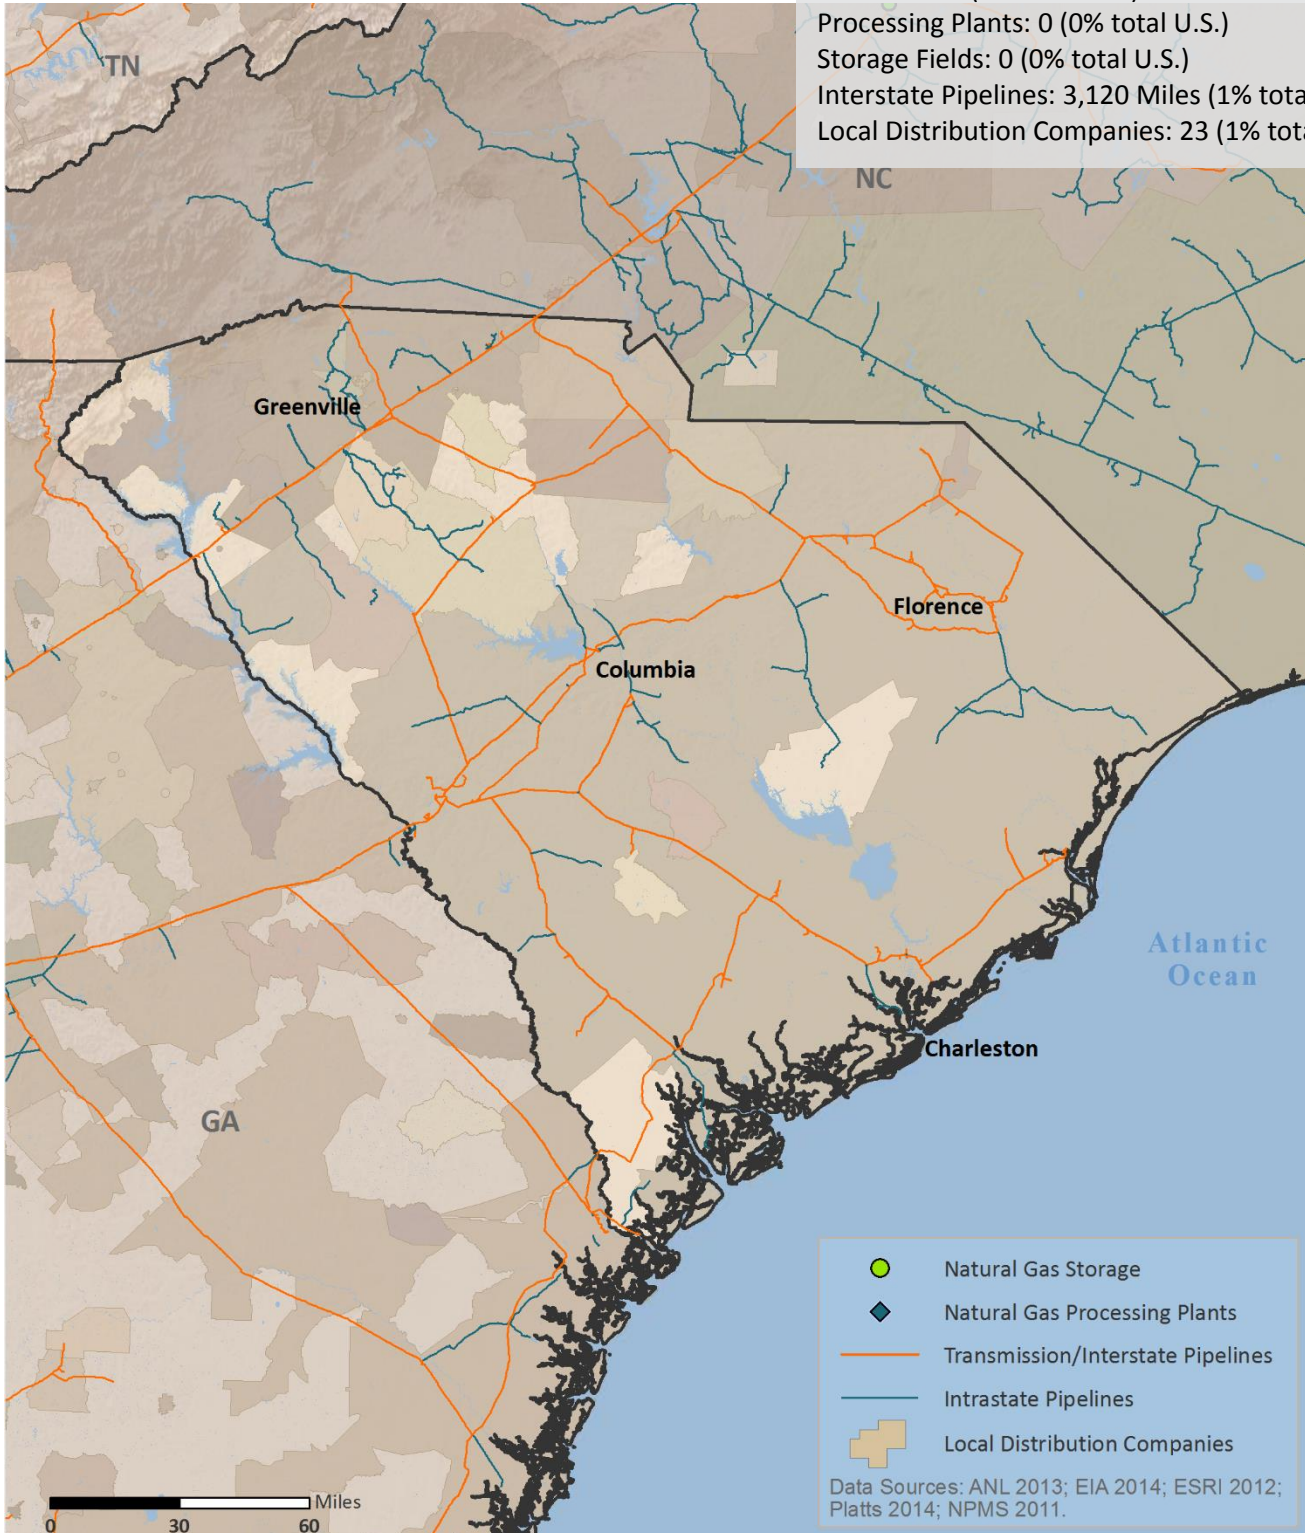 Processing Plants: 0 (0% total U.S.)
Storage Fields: 0 (0% total U.S.)
Interstate Pipelines: 3,120 Miles (1% tota
Local Distribution Companies: 23 (1% tota
TN
NC
Greenville
Florence
Columbia
Atlantic
Ocean
Charleston
GA
Natural Gas Storage
Natural Gas Processing Plants
Transmission/Interstate Pipelines
Intrastate Pipelines
Local Distribution Companies
Data Sources: ANL 2013; EIA 2014; ESRI 2012;
Platts 2014; NPMS 2011.
Miles
0 30 60